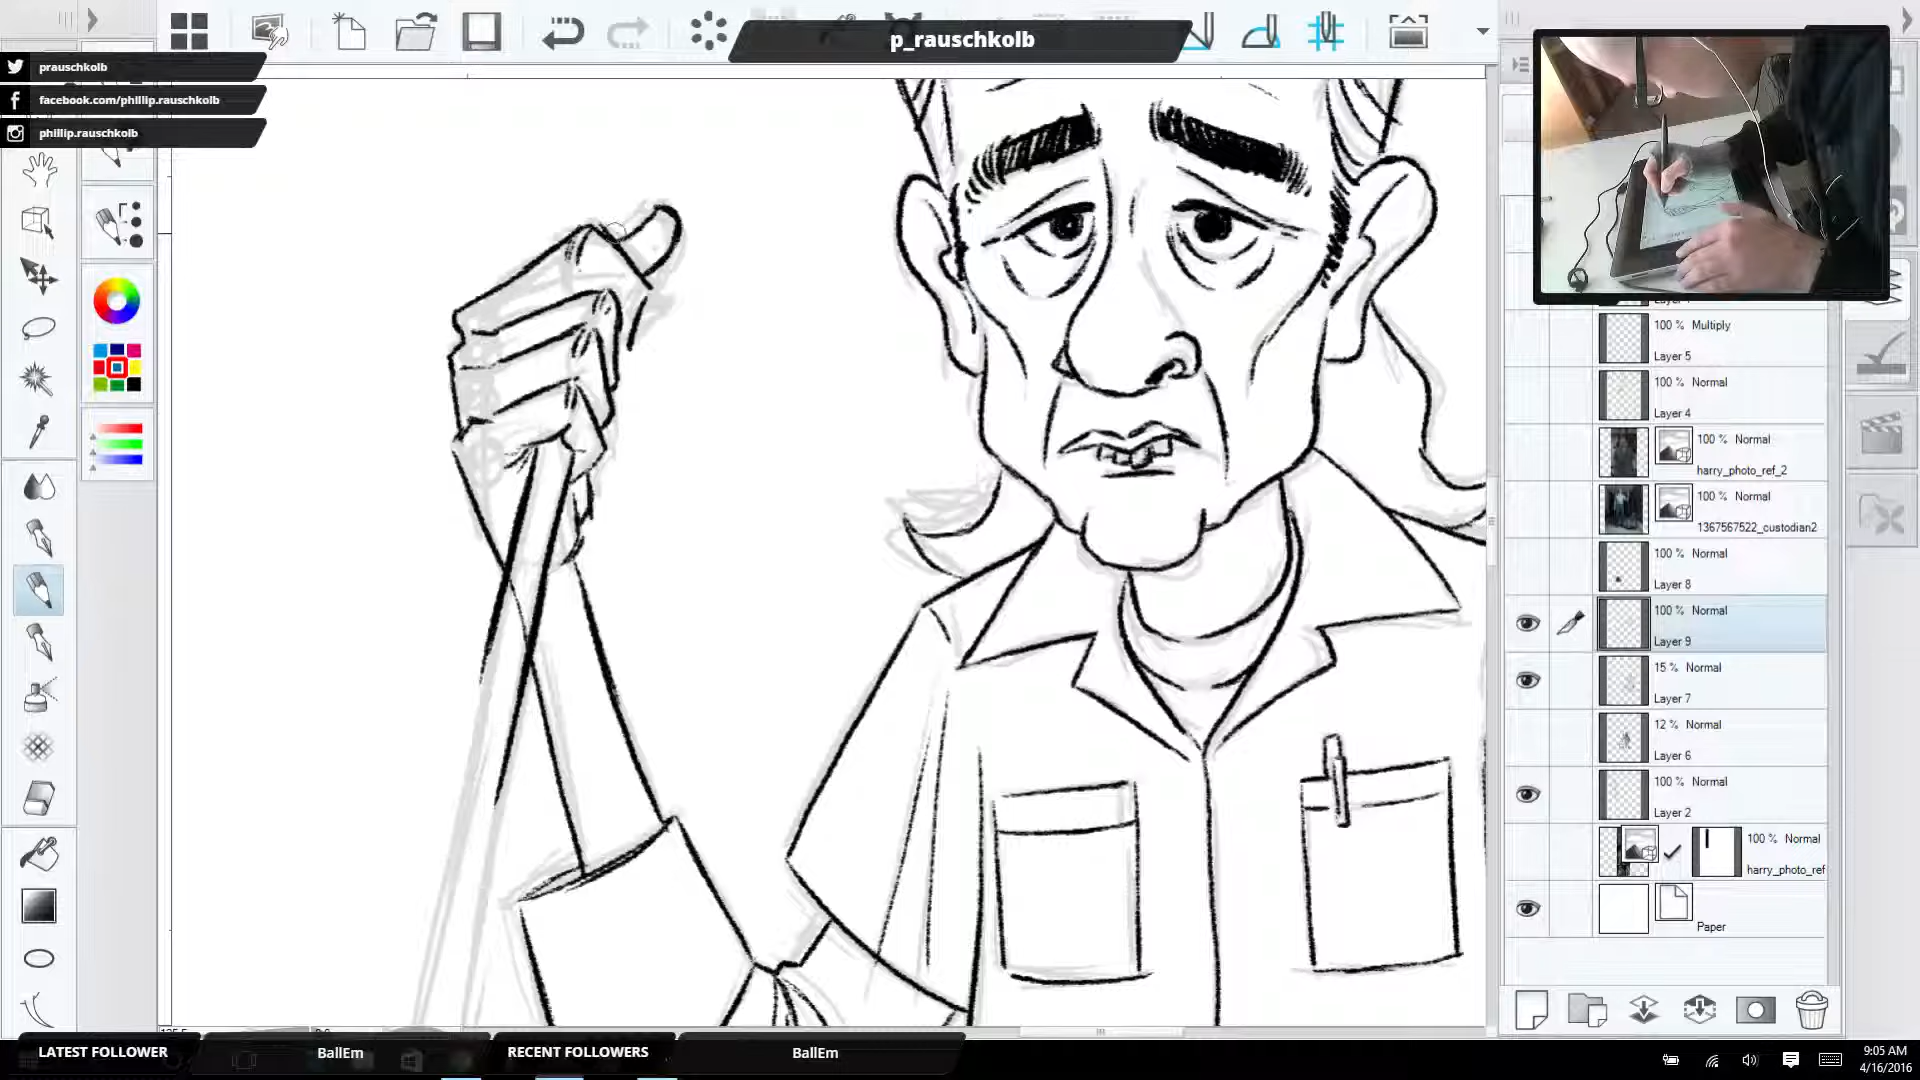 p_rauschkolb
prauschkolb
facebook.com/phillip.rauschkolb
phillip.rauschkolb
100 % Multiply
Layer 5
100 % Normal
Layer 4
100 % Normal
harry_photo_ref_2
100 % Normal
1367567522_custodian2
100 % Normal
Layer 8
100 % Normal
Layer 9
15 % Normal
Layer 7
12 % Normal
Layer 6
100 % Normal
Layer 2
100 % Normal
harry_photo_ref
Paper
LATEST FOLLOWER
BallEm
RECENT FOLLOWERS
BallEm
9:05 AM
4/16/2016